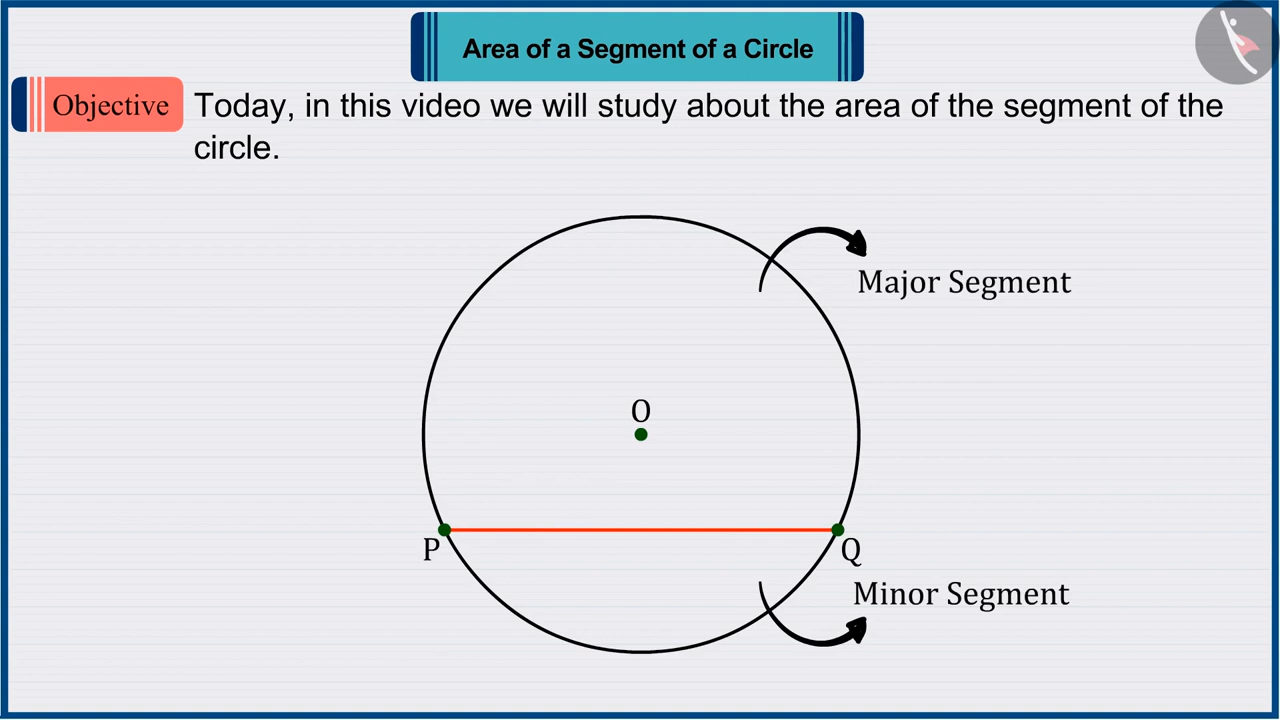 Area of a Segment of a Circle
Objective
Today, in this video we will study about the area of the segment of the
circle.
Major Segment
O
P
Q
Minor Segment